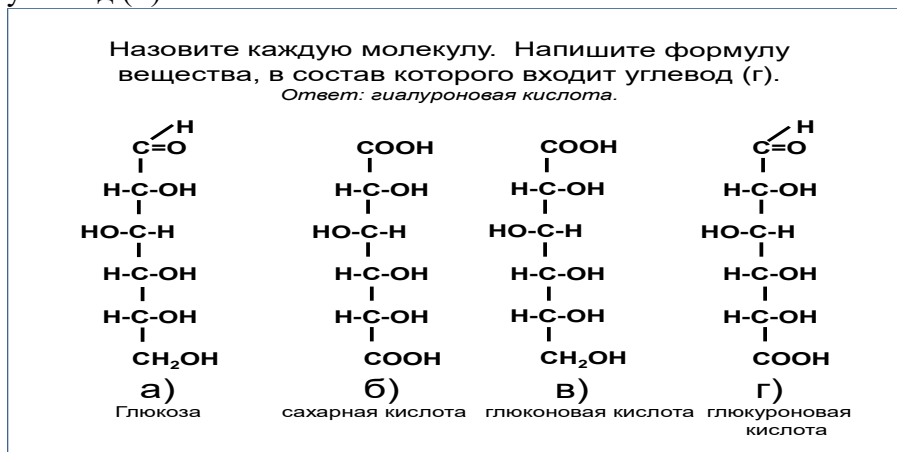 Назовите каждую молекулу. Напишите формулу
вещества, в состав которого входит углевод (г).
Ответ: гиалуроновая кислота.
H
C=O
H-C-OH
HO-C-H
H-C-OH
H-C-OH
CH₂OH
а)
Глюкоза
COOH
H-C-OH
HO-C-H
H-C-OH
H-C-OH
COOH
б)
сахарная кислота
COOH
H-C-OH
HO-C-H
H-C-OH
H-C-OH
CH₂OH
в)
глюконовая кислота
H
C=O
H-C-OH
HO-C-H
H-C-OH
H-C-OH
COOH
г)
глюкуроновая
кислота